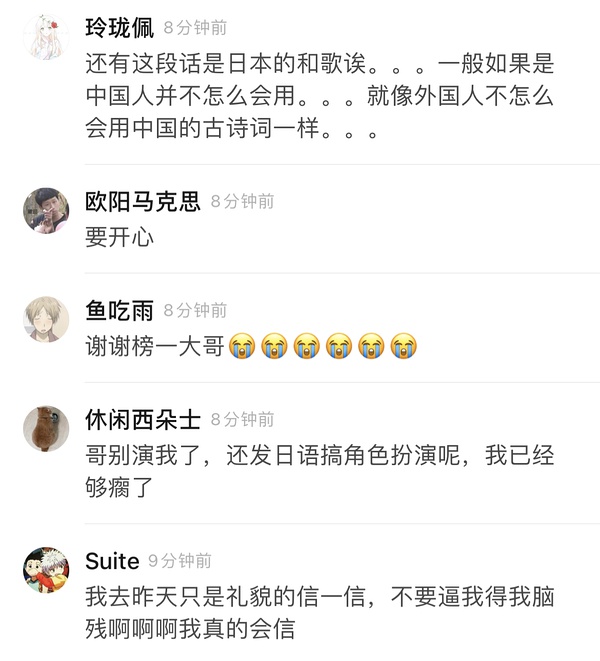 玲珑佩 8分钟前
还有这段话是日本的和歌诶。。。一般如果是
中国人并不怎么会用。。。就像外国人不怎么
会用中国的古诗词一样。。。
欧阳马克思 8分钟前
要开心
鱼吃雨 8分钟前
谢谢榜一大哥😭😭😭😭😭😭
休闲西朵士 8分钟前
哥别演我了，还发日语搞角色扮演呢，我已经
够瘸了
Suite 9分钟前
我去昨天只是礼貌的信一信，不要逼我得我脑
残啊啊啊啊我真的会信